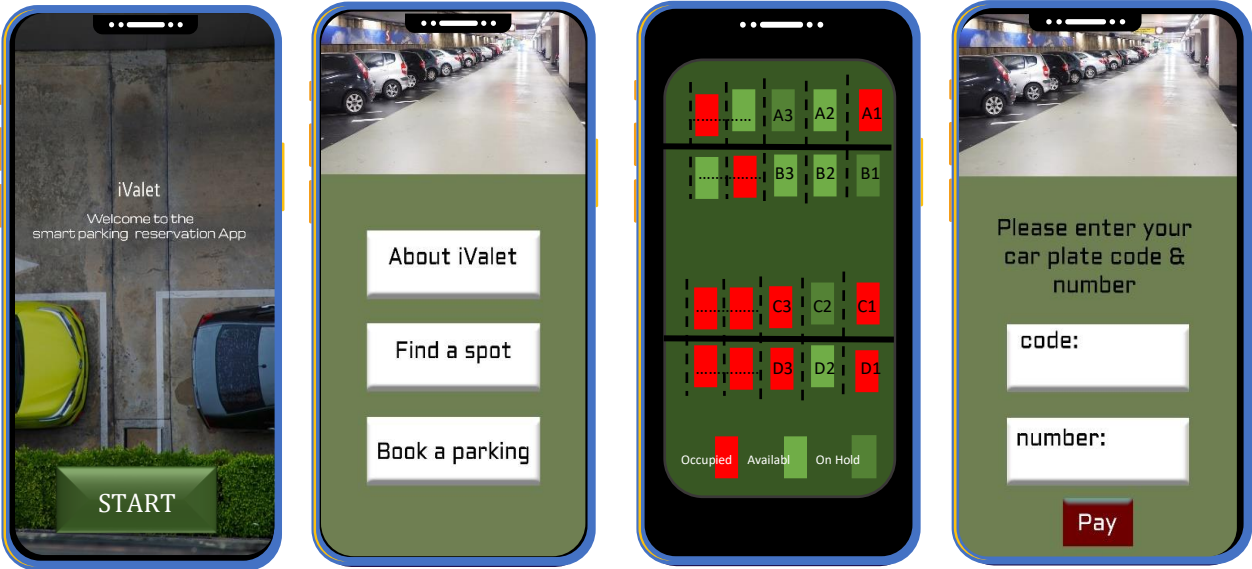 iValet
Welcome to the
smart parking reservation App
START
About iValet
Find a spot
Book a parking
A3 A2 A1
B3 B2 B1
C3 C2 C1
D3 D2 D1
Occupied Availabl On Hold
Please enter your
car plate code &
number
code:
number:
Pay